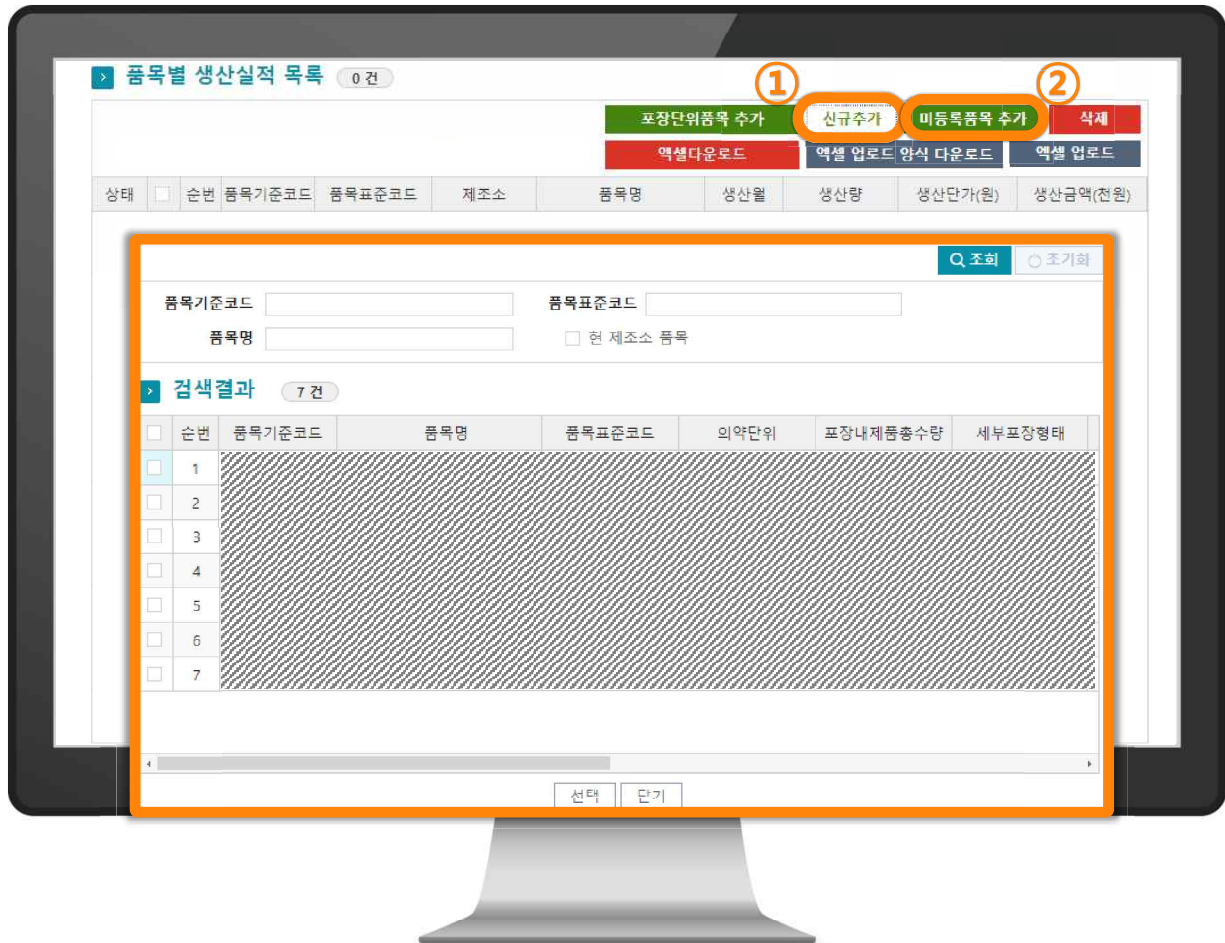 품목별 생산실적 목록 0 건
① ②
포장단위품목 추가 신규추가 미등록품목 추가 삭제
엑셀다운로드 엑셀 업로드 양식 다운로드 엑셀 업로드
상태 순번 품목기준코드 품목표준코드 제조소 품목명 생산월 생산량 생산단가(원) 생산금액(천원)
조회 초기화
품목기준코드 품목표준코드
품목명 현 제조소 품목
검색결과 7 건
순번 품목기준코드 품목명 품목표준코드 의약단위 포장내제품총수량 세부포장형태
1
2
3
4
5
6
7
선택 닫기